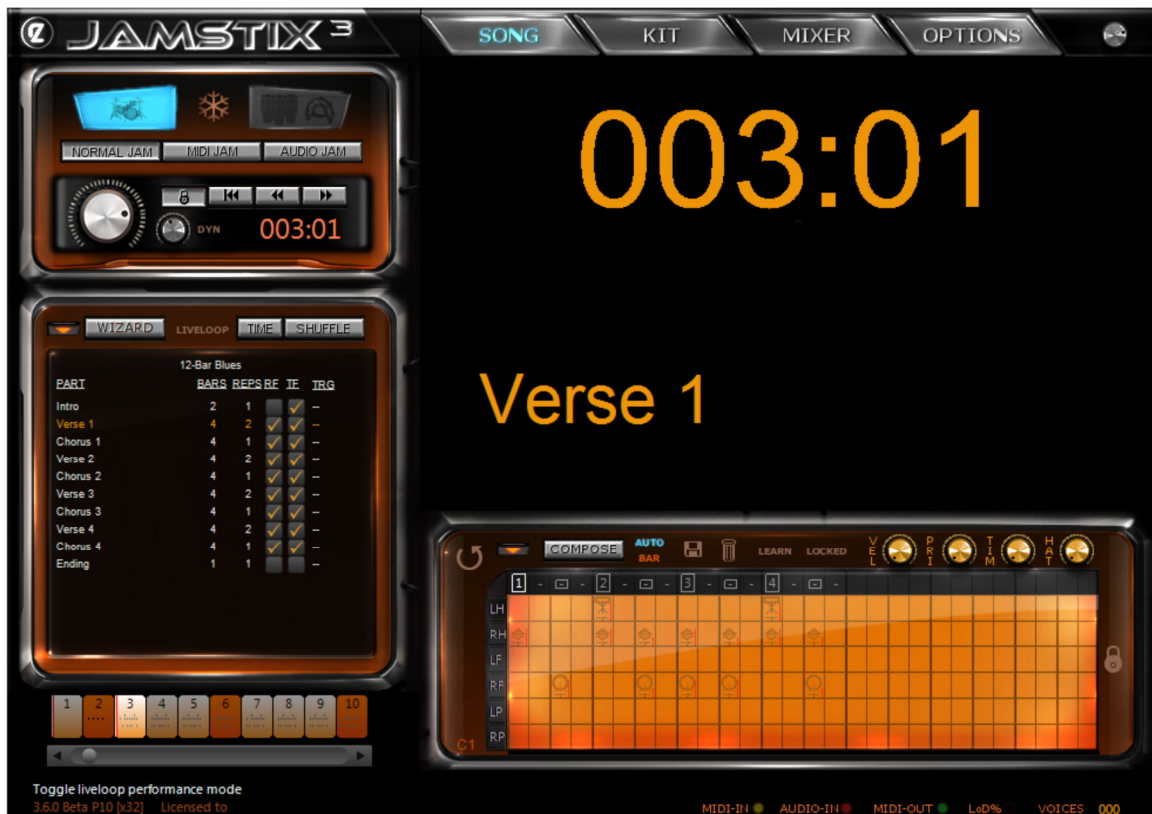 JAMSTIX 3
SONG KIT MIXER OPTIONS
NORMAL JAM MIDI JAM AUDIO JAM
DYN 003:01
003:01
WIZARD LIVELOOP TIME SHUFFLE
12-Bar Blues
PART BARS REPS RF TF TRG
Intro 2 1 --
Verse 1 4 2 --
Chorus 1 4 1 --
Verse 2 4 2 --
Chorus 2 4 1 --
Verse 3 4 2 --
Chorus 3 4 1 --
Verse 4 4 2 --
Chorus 4 4 1 --
Ending 1 1 --
Verse 1
COMPOSE AUTO BAR LEARN LOCKED VEL PRI TIM HAT
1 - - 2 - - 3 - - 4 - -
LH
RH
LF
RF
LP
RP
C1
1 2 3 4 5 6 7 8 9 10
Toggle liveloop performance mode
3.6.0 Beta P10 [x32] Licensed to
MIDI-IN AUDIO-IN MIDI-OUT LoD% VOICES 000